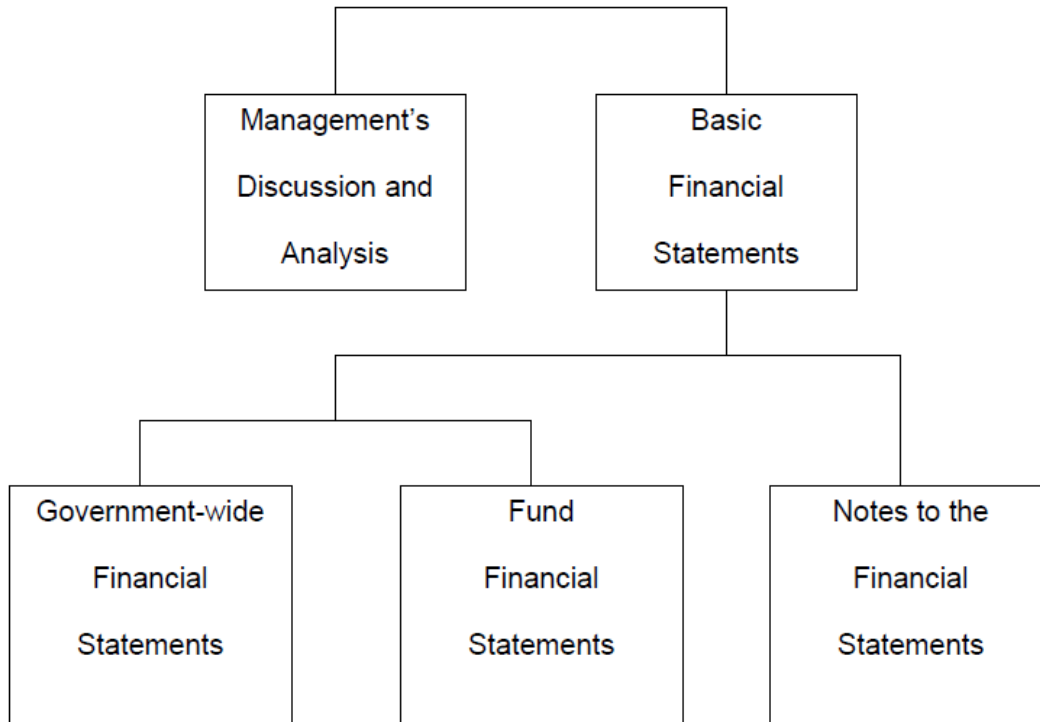 Management’s
Discussion and
Analysis
Basic
Financial
Statements
Government-wide
Financial
Statements
Fund
Financial
Statements
Notes to the
Financial
Statements